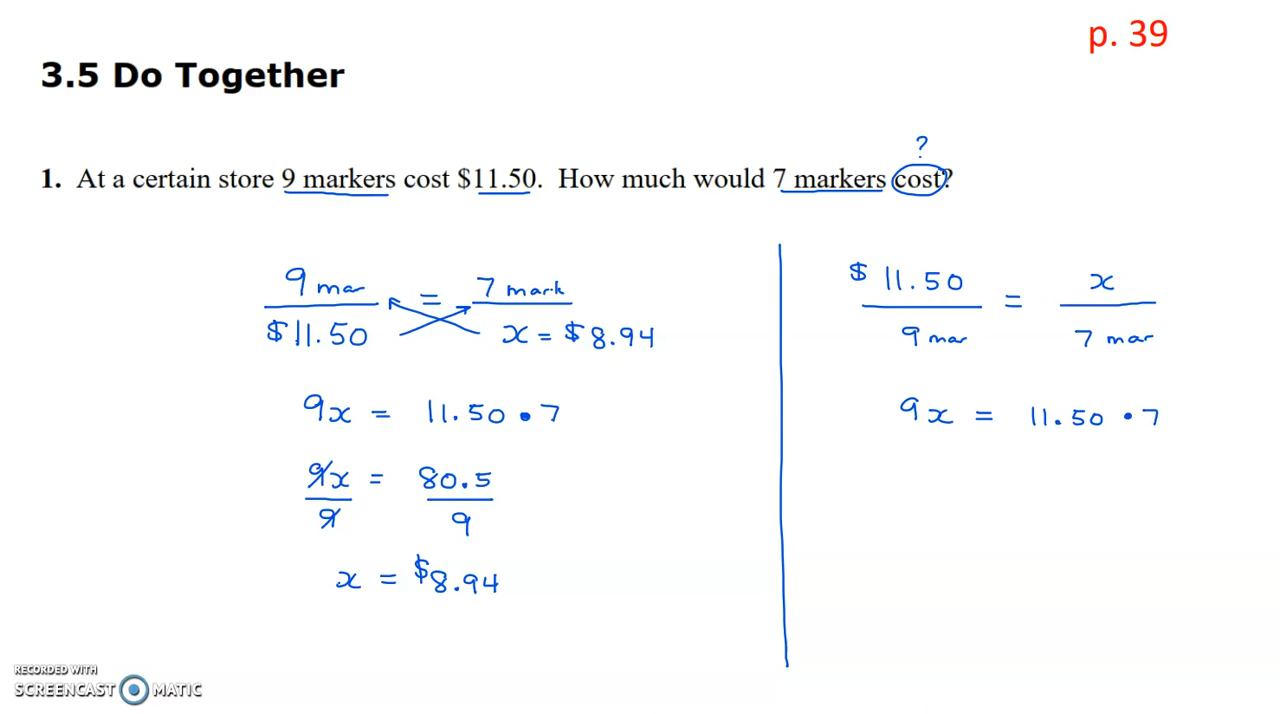 p. 39
3.5 Do Together
?
1. At a certain store 9 markers cost $11.50. How much would 7 markers cost?
9 mar = 7 mark
$11.50 x = $8.94
9x = 11.50 • 7
9x = 80.5
9 9
x = $8.94
$11.50 = x
9 mar 7 mar
9x = 11.50 • 7
RECORDED WITH
SCREENCAST MATIC